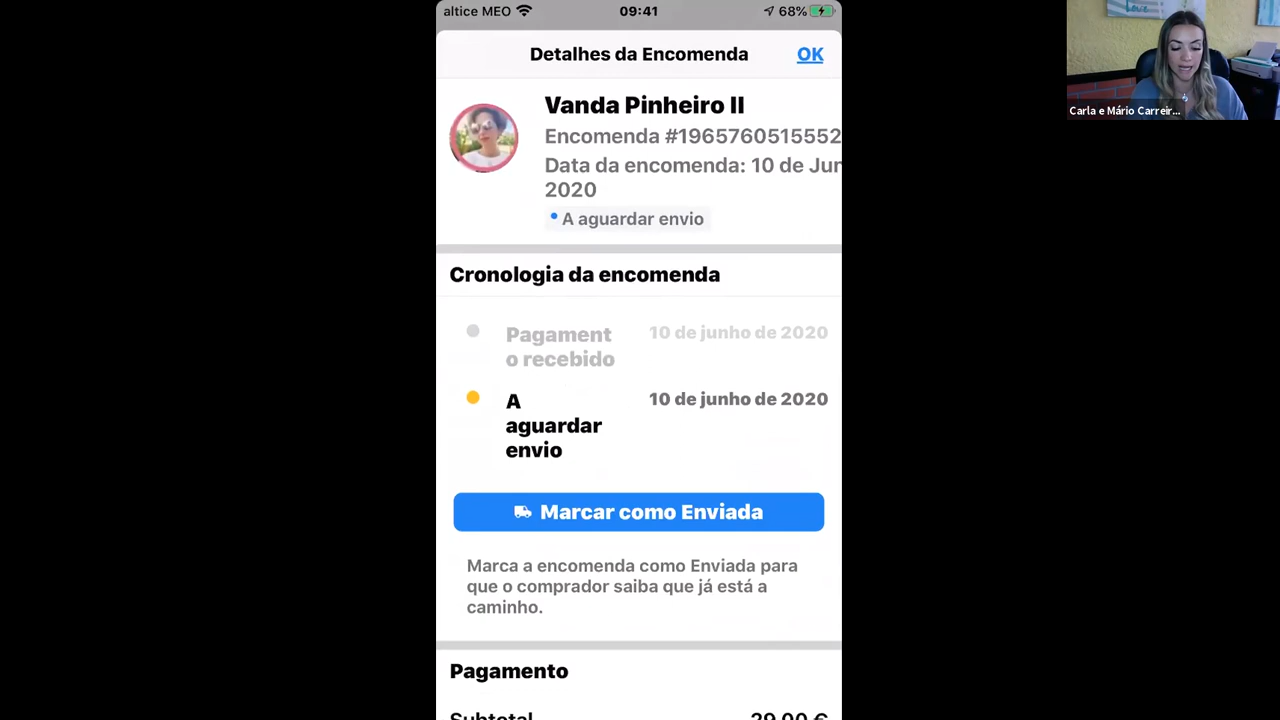 altice MEO 09:41 68%
Detalhes da Encomenda OK
Vanda Pinheiro II
Encomenda #1965760515552
Data da encomenda: 10 de Jun
2020
A aguardar envio
Cronologia da encomenda
Pagament
o recebido
10 de junho de 2020
A
aguardar
envio
10 de junho de 2020
Marcar como Enviada
Marca a encomenda como Enviada para
que o comprador saiba que já está a
caminho.
Pagamento
Subtotal 29,00 €
Carla e Mário Carreir...